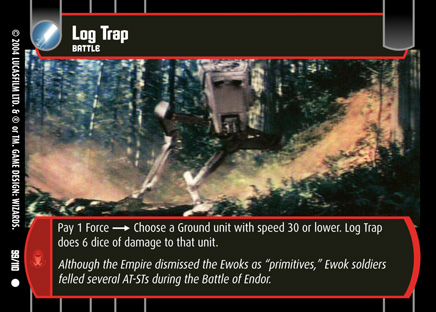 Log Trap
BATTLE
Pay 1 Force → Choose a Ground unit with speed 30 or lower. Log Trap
does 6 dice of damage to that unit.
Although the Empire dismissed the Ewoks as “primitives,” Ewok soldiers
felled several AT-STs during the Battle of Endor.
© 2004 LUCASFILM LTD. & ® or TM. GAME DESIGN: WIZARDS.
99/110